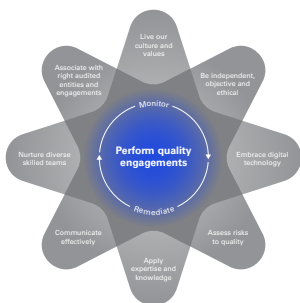 Live our
culture and
values
Be independent,
objective and
ethical
Embrace digital
technology
Assess risks
to quality
Apply
expertise and
knowledge
Communicate
effectively
Nurture diverse
skilled teams
Associate with
right audited
entities and
engagements
Monitor
Perform quality
engagements
Remediate